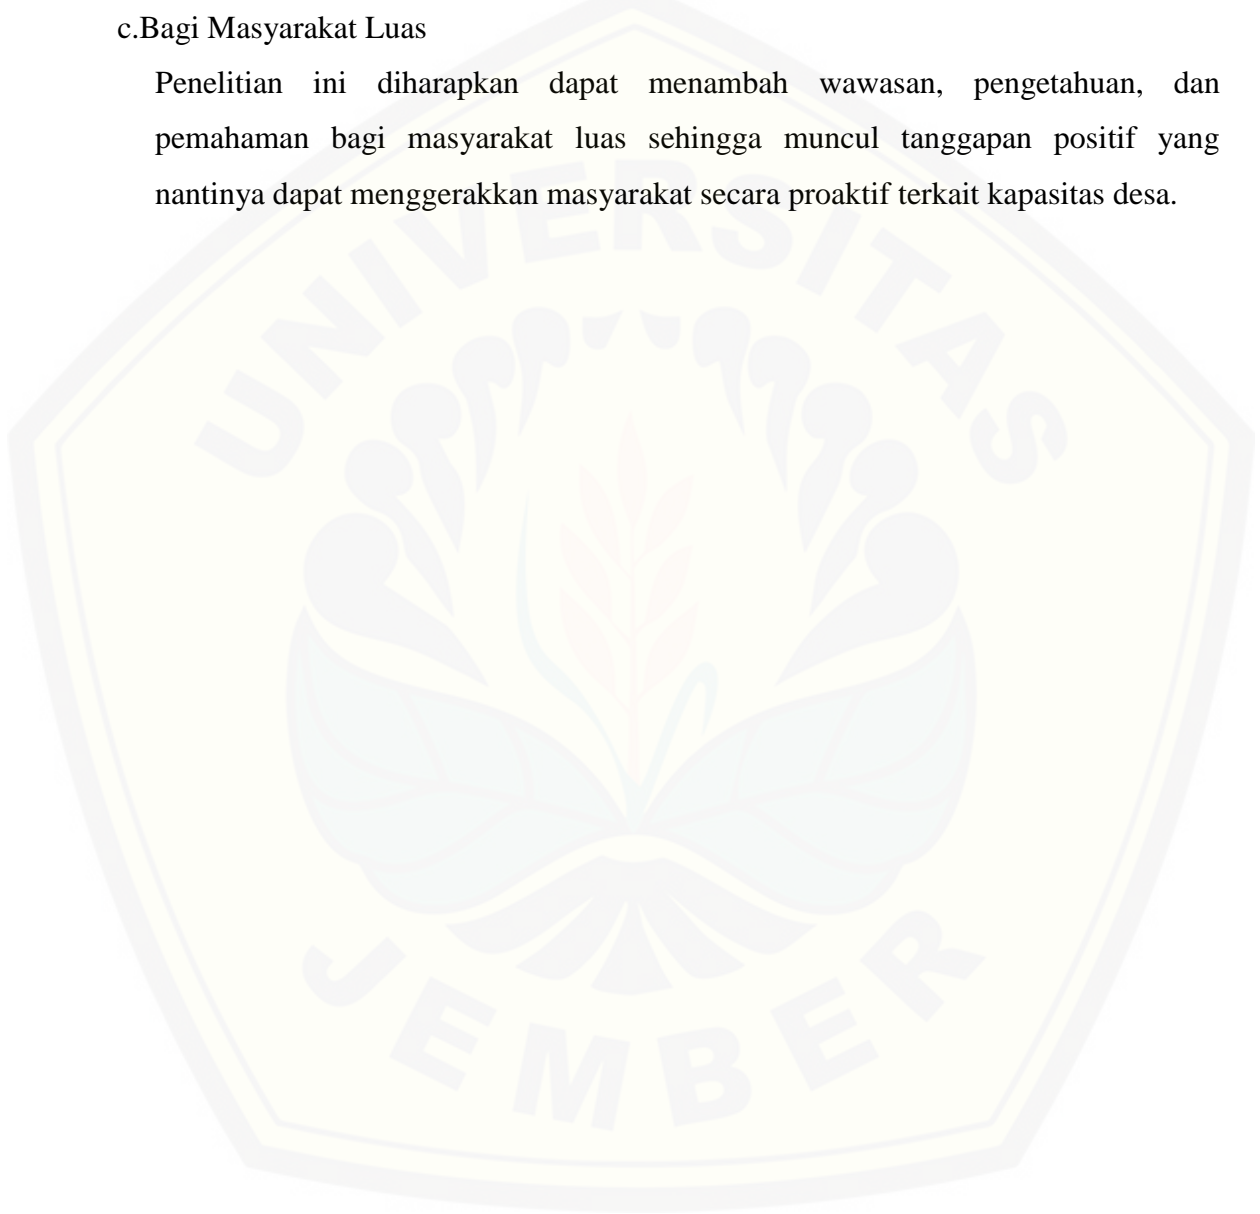 c.Bagi Masyarakat Luas
Penelitian ini diharapkan dapat menambah wawasan, pengetahuan, dan
pemahaman bagi masyarakat luas sehingga muncul tanggapan positif yang
nantinya dapat menggerakkan masyarakat secara proaktif terkait kapasitas desa.
UNIVERSITAS
JEMBER